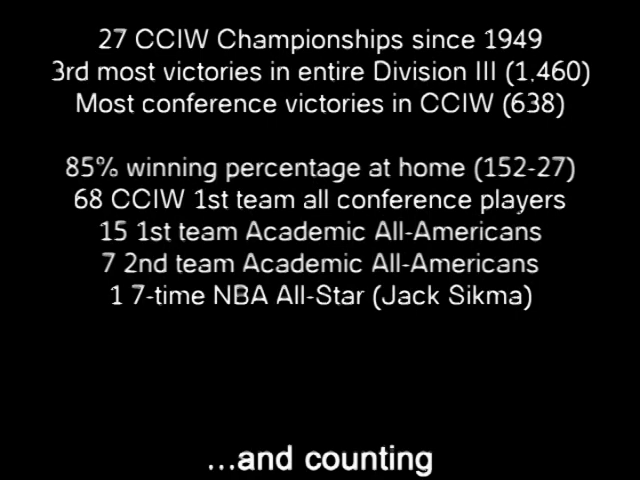 27 CCIW Championships since 1949
3rd most victories in entire Division III (1,460)
Most conference victories in CCIW (638)
85% winning percentage at home (152-27)
68 CCIW 1st team all conference players
15 1st team Academic All-Americans
7 2nd team Academic All-Americans
1 7-time NBA All-Star (Jack Sikma)
...and counting